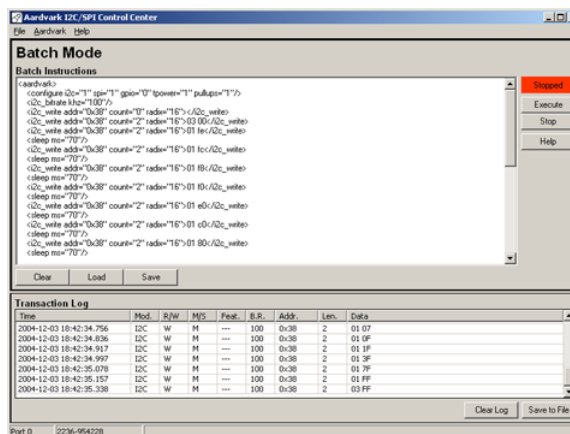 Aardvark I2C/SPI Control Center
File Aardvark Help
Batch Mode
Batch Instructions
<aardvark>
<configure i2c="1" spi="1" gpio="0" tpower="1" pullups="1"/>
<i2c_bitrate khz="100"/>
<i2c_write addr="0x38" count="0" radix="16"></i2c_write>
<i2c_write addr="0x38" count="2" radix="16">03 00</i2c_write>
<i2c_write addr="0x38" count="2" radix="16">01 fe</i2c_write>
<sleep ms="70"/>
<i2c_write addr="0x38" count="2" radix="16">01 fc</i2c_write>
<sleep ms="70"/>
<i2c_write addr="0x38" count="2" radix="16">01 f8</i2c_write>
<sleep ms="70"/>
<i2c_write addr="0x38" count="2" radix="16">01 f0</i2c_write>
<sleep ms="70"/>
<i2c_write addr="0x38" count="2" radix="16">01 e0</i2c_write>
<sleep ms="70"/>
<i2c_write addr="0x38" count="2" radix="16">01 c0</i2c_write>
<sleep ms="70"/>
<i2c_write addr="0x38" count="2" radix="16">01 80</i2c_write>
<sleep ms="70"/>
Stopped
Execute
Stop
Help
Clear Load Save
Transaction Log
Time Mod. R/W M/S Feat. B.R. Addr. Len. Data
2004-12-03 18:42:34.756 I2C W M --- 100 0x38 2 01 07
2004-12-03 18:42:34.836 I2C W M --- 100 0x38 2 01 0F
2004-12-03 18:42:34.917 I2C W M --- 100 0x38 2 01 1F
2004-12-03 18:42:34.997 I2C W M --- 100 0x38 2 01 3F
2004-12-03 18:42:35.078 I2C W M --- 100 0x38 2 01 7F
2004-12-03 18:42:35.157 I2C W M --- 100 0x38 2 01 FF
2004-12-03 18:42:35.338 I2C W M --- 100 0x38 2 03 FF
Clear Log Save to File
Port 0 2236-954228